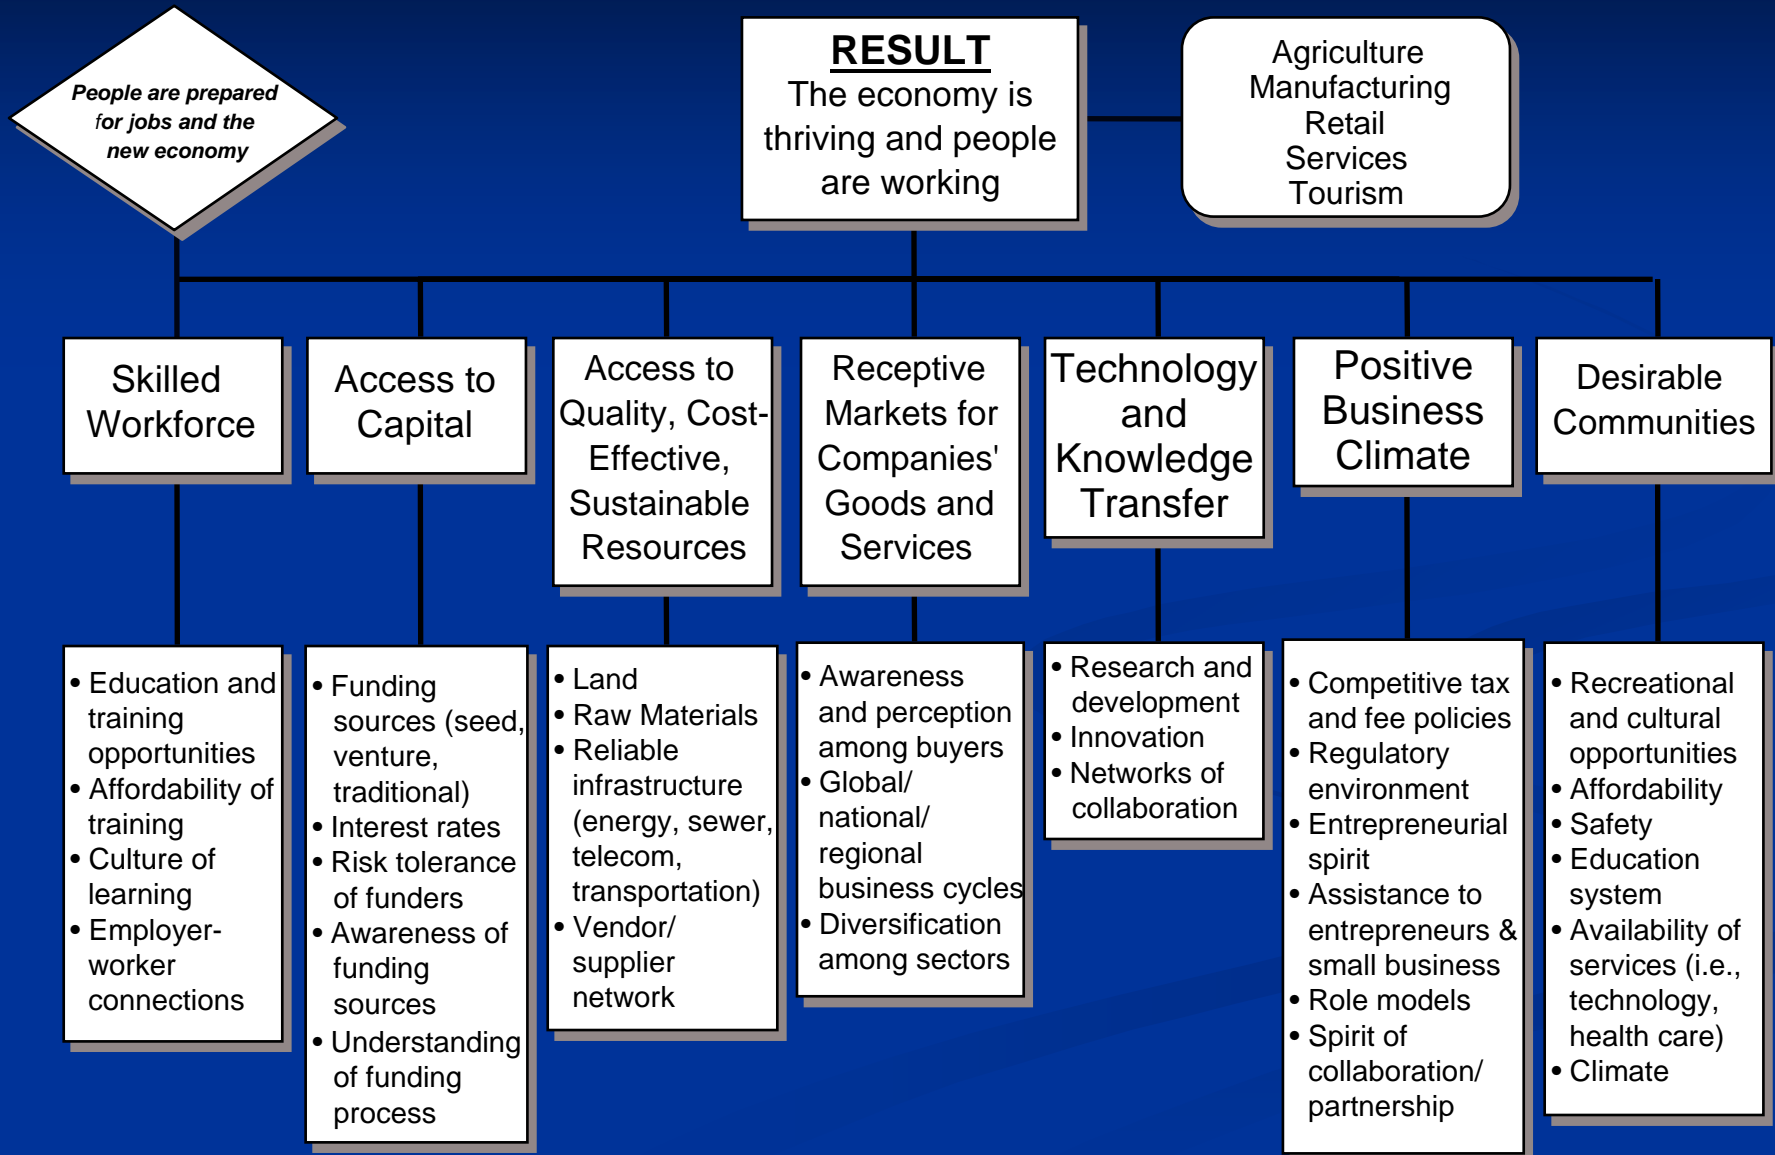 People are prepared
for jobs and the
new economy
RESULT
The economy is
thriving and people
are working
Agriculture
Manufacturing
Retail
Services
Tourism
Skilled
Workforce
Access to
Capital
Access to
Quality, Cost-
Effective,
Sustainable
Resources
Receptive
Markets for
Companies'
Goods and
Services
Technology
and
Knowledge
Transfer
Positive
Business
Climate
Desirable
Communities
• Education and
training
opportunities
• Affordability of
training
• Culture of
learning
• Employer-
worker
connections
• Funding
sources (seed,
venture,
traditional)
• Interest rates
• Risk tolerance
of funders
• Awareness of
funding
sources
• Understanding
of funding
process
• Land
• Raw Materials
• Reliable
infrastructure
(energy, sewer,
telecom,
transportation)
• Vendor/
supplier
network
• Awareness
and perception
among buyers
• Global/
national/
regional
business cycles
• Diversification
among sectors
• Research and
development
• Innovation
• Networks of
collaboration
• Competitive tax
and fee policies
• Regulatory
environment
• Entrepreneurial
spirit
• Assistance to
entrepreneurs &
small business
• Role models
• Spirit of
collaboration/
partnership
• Recreational
and cultural
opportunities
• Affordability
• Safety
• Education
system
• Availability of
services (i.e.,
technology,
health care)
• Climate